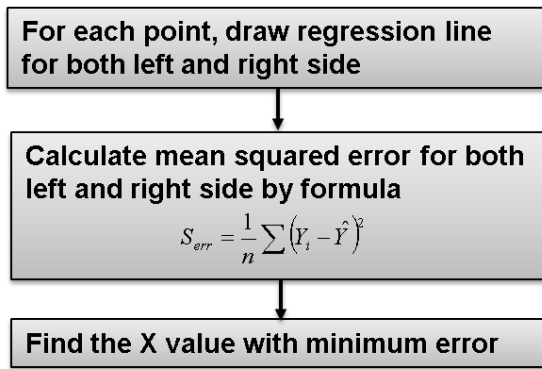 For each point, draw regression line
for both left and right side
Calculate mean squared error for both
left and right side by formula
S_err = 1/n ∑(Y_i − Ŷ)²
Find the X value with minimum error